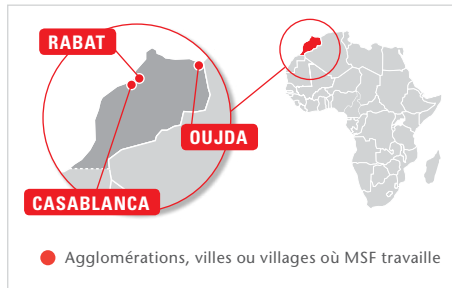 RABAT
OUJDA
CASABLANCA
Agglomérations, villes ou villages où MSF travaille